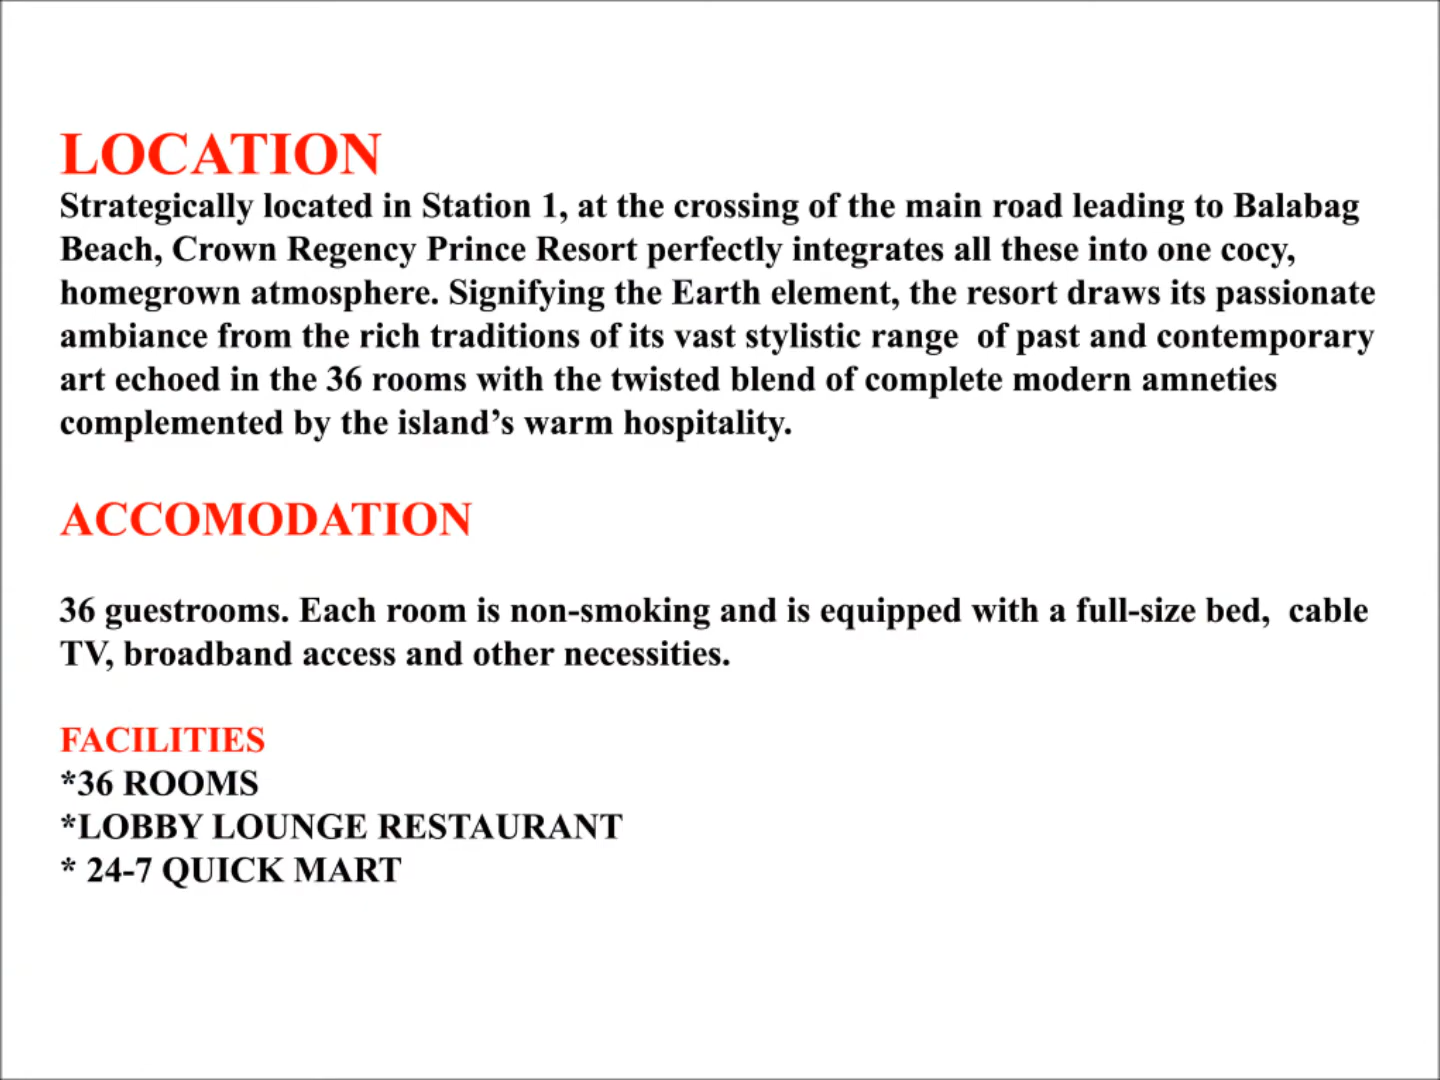 LOCATION
Strategically located in Station 1, at the crossing of the main road leading to Balabag
Beach, Crown Regency Prince Resort perfectly integrates all these into one cocy,
homegrown atmosphere. Signifying the Earth element, the resort draws its passionate
ambiance from the rich traditions of its vast stylistic range  of past and contemporary
art echoed in the 36 rooms with the twisted blend of complete modern amneties
complemented by the island’s warm hospitality.
ACCOMODATION
36 guestrooms. Each room is non-smoking and is equipped with a full-size bed,  cable
TV, broadband access and other necessities.
FACILITIES
*36 ROOMS
*LOBBY LOUNGE RESTAURANT
* 24-7 QUICK MART